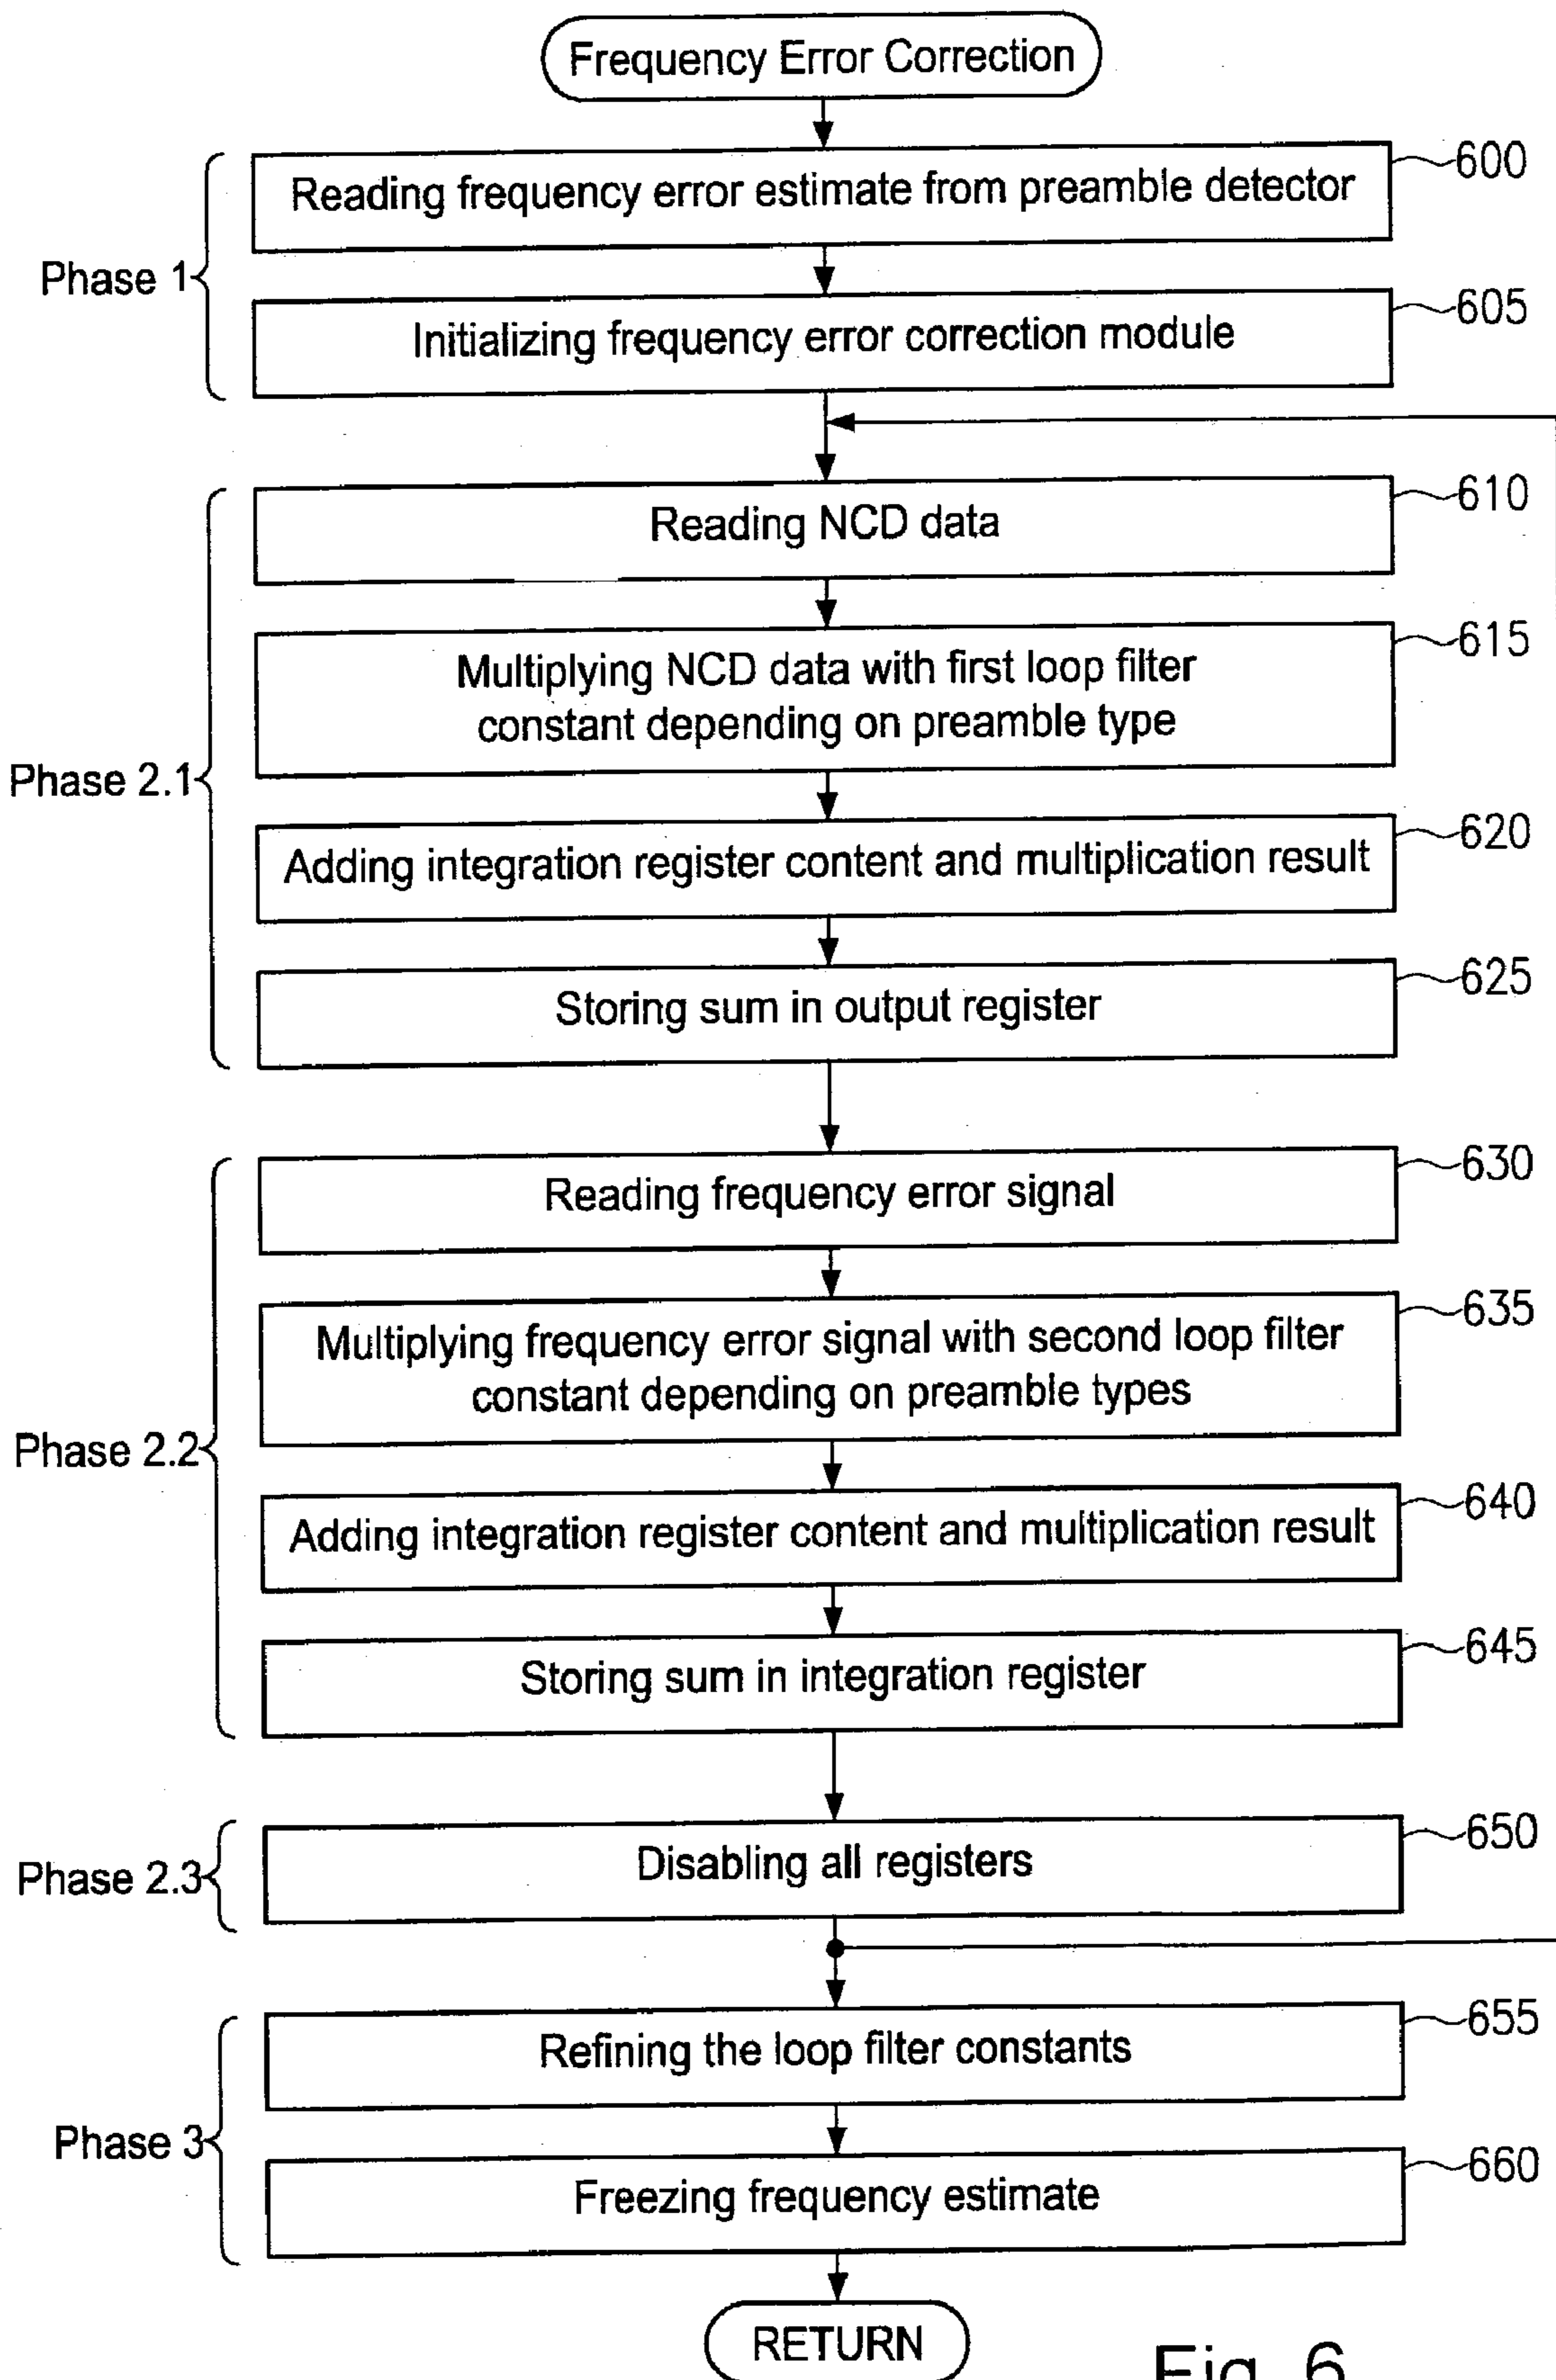 Frequency Error Correction
600
Reading frequency error estimate from preamble detector
Phase 1
605
Initializing frequency error correction module
610
Reading NCD data
615
Multiplying NCD data with first loop filter
constant depending on preamble type
Phase 2.1
620
Adding integration register content and multiplication result
625
Storing sum in output register
630
Reading frequency error signal
635
Multiplying frequency error signal with second loop filter
constant depending on preamble types
Phase 2.2
640
Adding integration register content and multiplication result
645
Storing sum in integration register
650
Phase 2.3
Disabling all registers
655
Refining the loop filter constants
Phase 3
660
Freezing frequency estimate
RETURN
Fig. 6